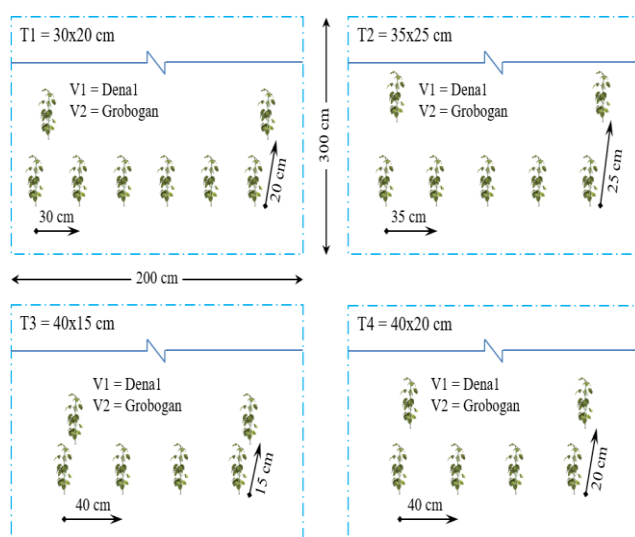 T1 = 30x20 cm
V1 = Dena1
V2 = Grobogan
20 cm
30 cm
300 cm
T2 = 35x25 cm
V1 = Dena1
V2 = Grobogan
25 cm
35 cm
200 cm
T3 = 40x15 cm
V1 = Dena1
V2 = Grobogan
15 cm
40 cm
T4 = 40x20 cm
V1 = Dena1
V2 = Grobogan
20 cm
40 cm